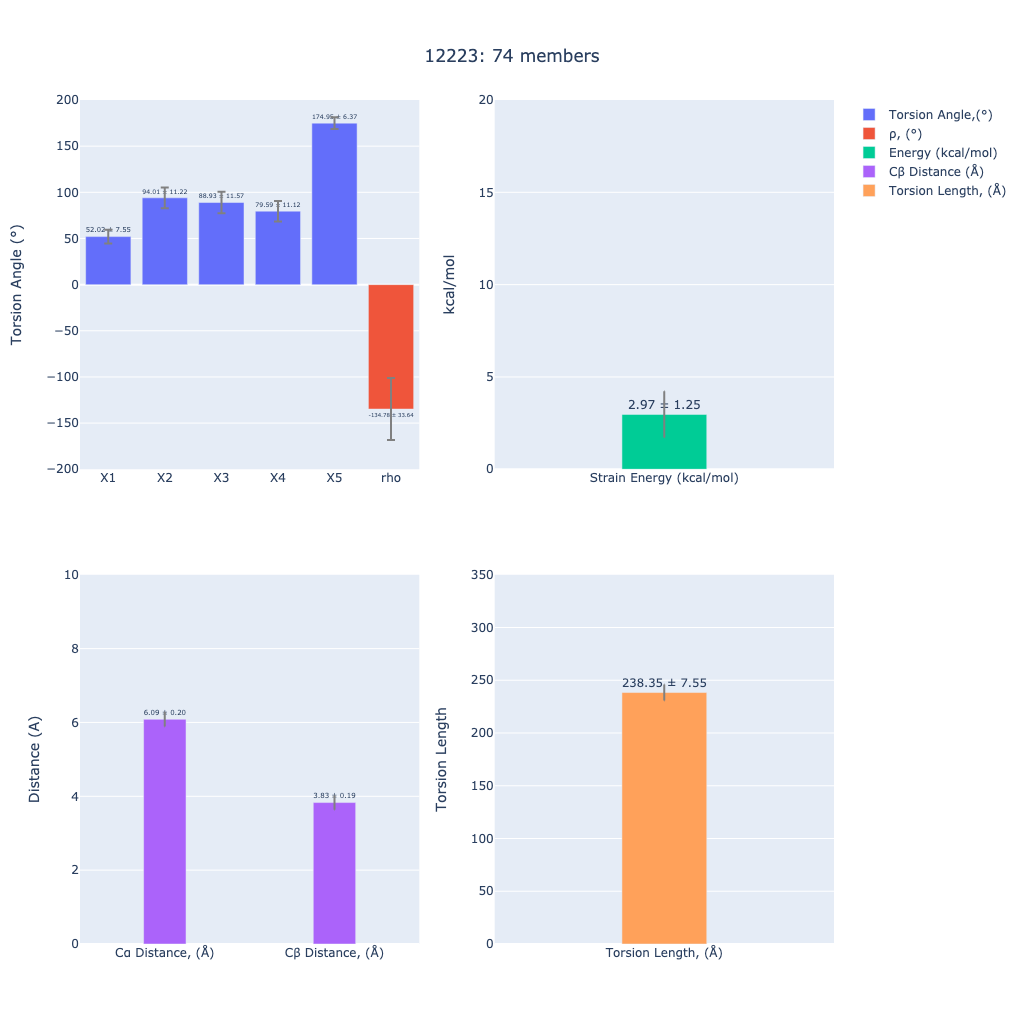 12223: 74 members
Torsion Angle (°)
200
150
100
50
0
−50
−100
−150
−200
52.02 ± 7.55
94.01 ± 11.22
88.93 ± 11.57
79.59 ± 11.12
174.95 ± 6.37
-134.78 ± 33.64
X1 X2 X3 X4 X5 rho
kcal/mol
20
15
10
5
0
2.97 ± 1.25
Strain Energy (kcal/mol)
Torsion Angle,(°)
ρ, (°)
Energy (kcal/mol)
Cβ Distance (Å)
Torsion Length, (Å)
Distance (A)
10
8
6
4
2
0
6.09 ± 0.20
3.83 ± 0.19
Cα Distance, (Å) Cβ Distance, (Å)
Torsion Length
350
300
250
200
150
100
50
0
238.35 ± 7.55
Torsion Length, (Å)